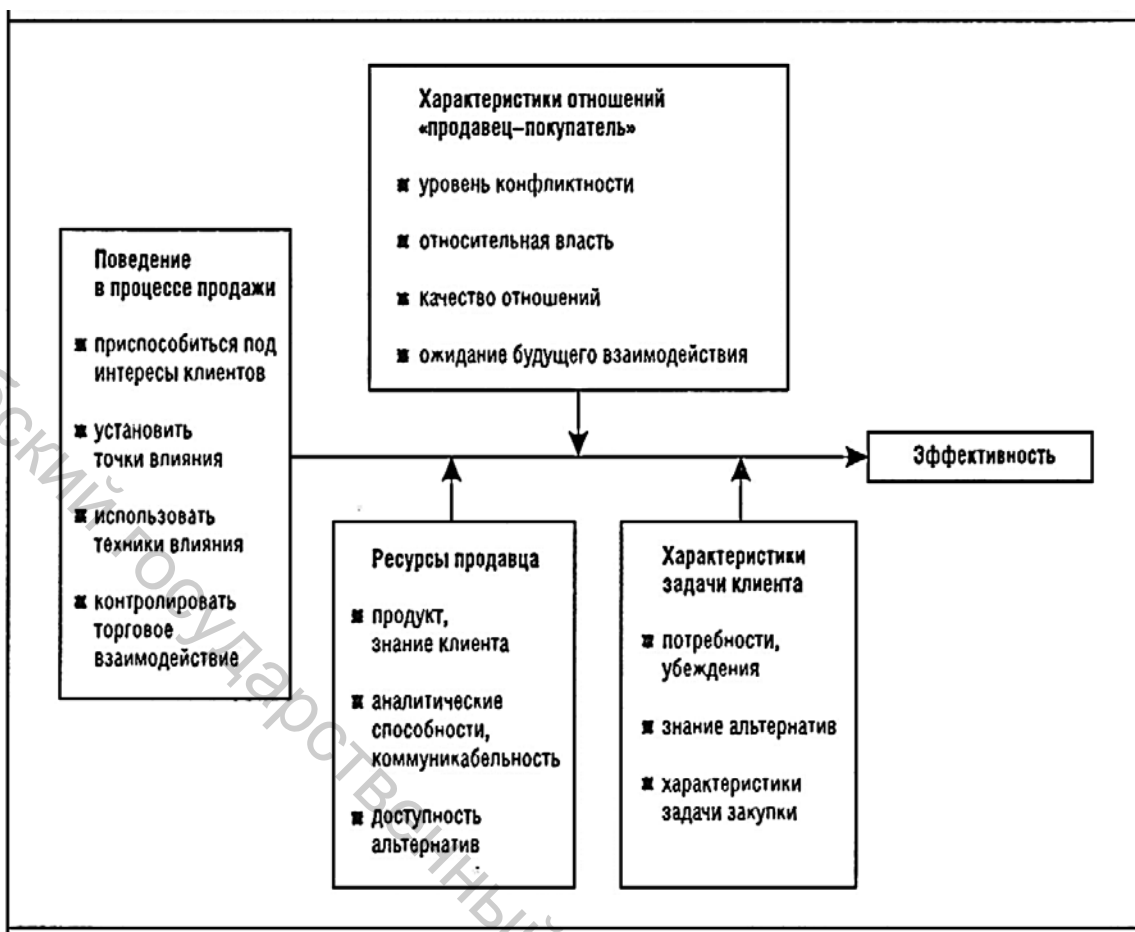 Характеристики отношений
«продавец–покупатель»
уровень конфликтности
относительная власть
качество отношений
ожидание будущего взаимодействия
Поведение
в процессе продажи
приспособиться под
интересы клиентов
установить
точки влияния
использовать
техники влияния
контролировать
торговое
взаимодействие
Эффективность
Ресурсы продавца
продукт,
знание клиента
аналитические
способности,
коммуникабельность
доступность
альтернатив
Характеристики
задачи клиента
потребности,
убеждения
знание альтернатив
характеристики
задачи закупки
государственный